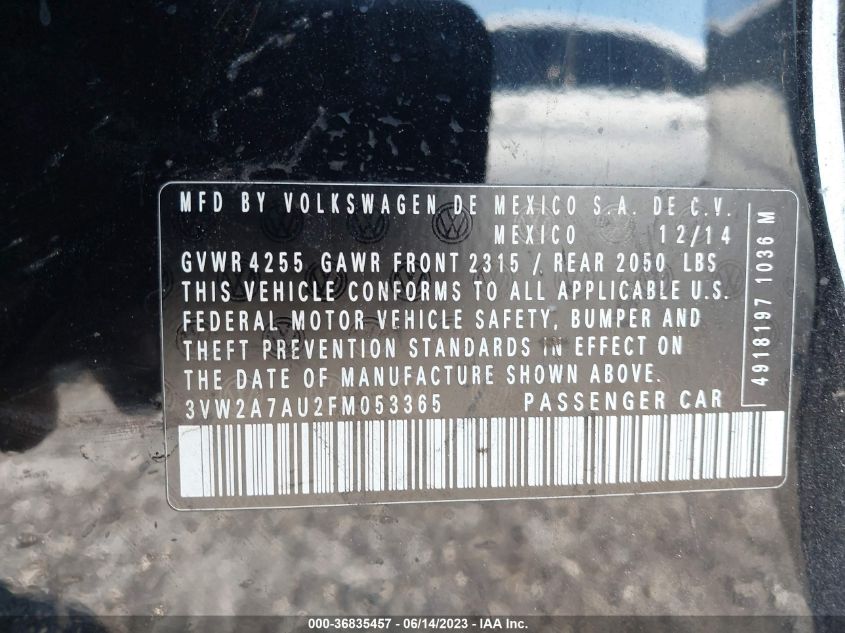 MFD BY VOLKSWAGEN DE MEXICO S.A. DE C.V.
MEXICO 12/14
GVWR 4255 GAWR FRONT 2315 / REAR 2050 LBS
THIS VEHICLE CONFORMS TO ALL APPLICABLE U.S.
FEDERAL MOTOR VEHICLE SAFETY, BUMPER AND
THEFT PREVENTION STANDARDS IN EFFECT ON
THE DATE OF MANUFACTURE SHOWN ABOVE.
3VW2A7AU2FM053365 PASSENGER CAR
4918197 1036 M
000-36835457 - 06/14/2023 - IAA Inc.